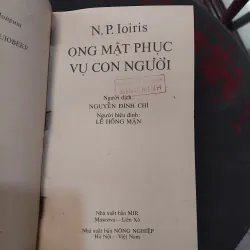 N. P. Ioiris
ONG MẬT PHỤC
VỤ CON NGƯỜI
Người dịch
NGUYỄN ĐÌNH CHI
Người hiệu đính
LÊ HỒNG MẬN
Nhà xuất bản MIR
Maxcơva – Liên Xô
Nhà xuất bản NÔNG NGHIỆP
Hà Nội – Việt Nam